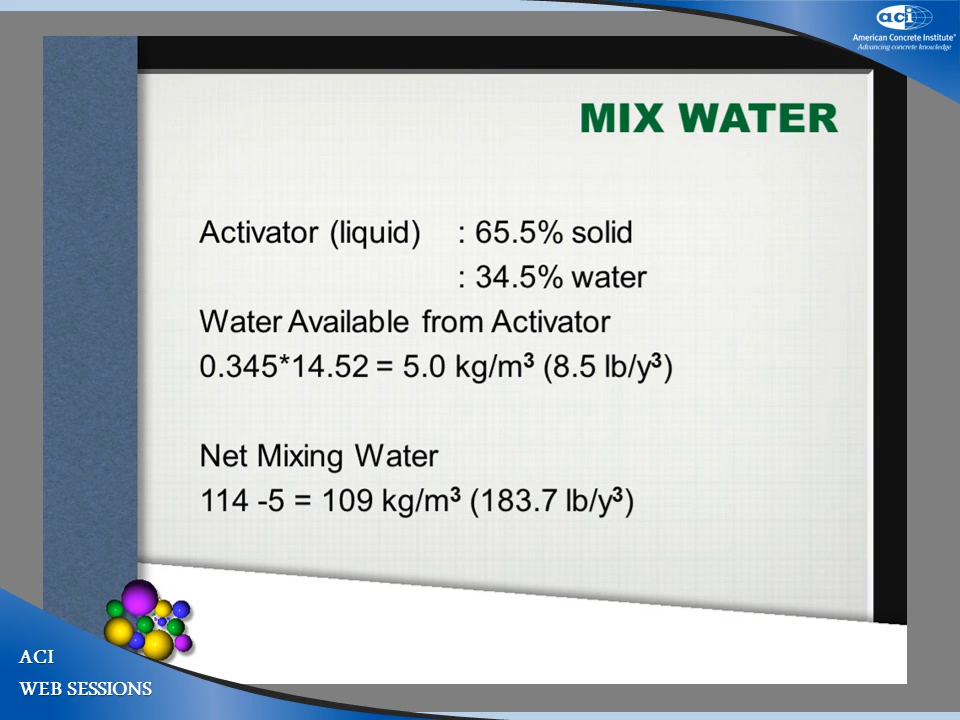 aci
American Concrete Institute®
Advancing concrete knowledge
MIX WATER
Activator (liquid) : 65.5% solid
: 34.5% water
Water Available from Activator
0.345*14.52 = 5.0 kg/m³ (8.5 lb/y³)
Net Mixing Water
114 -5 = 109 kg/m³ (183.7 lb/y³)
ACI
WEB SESSIONS